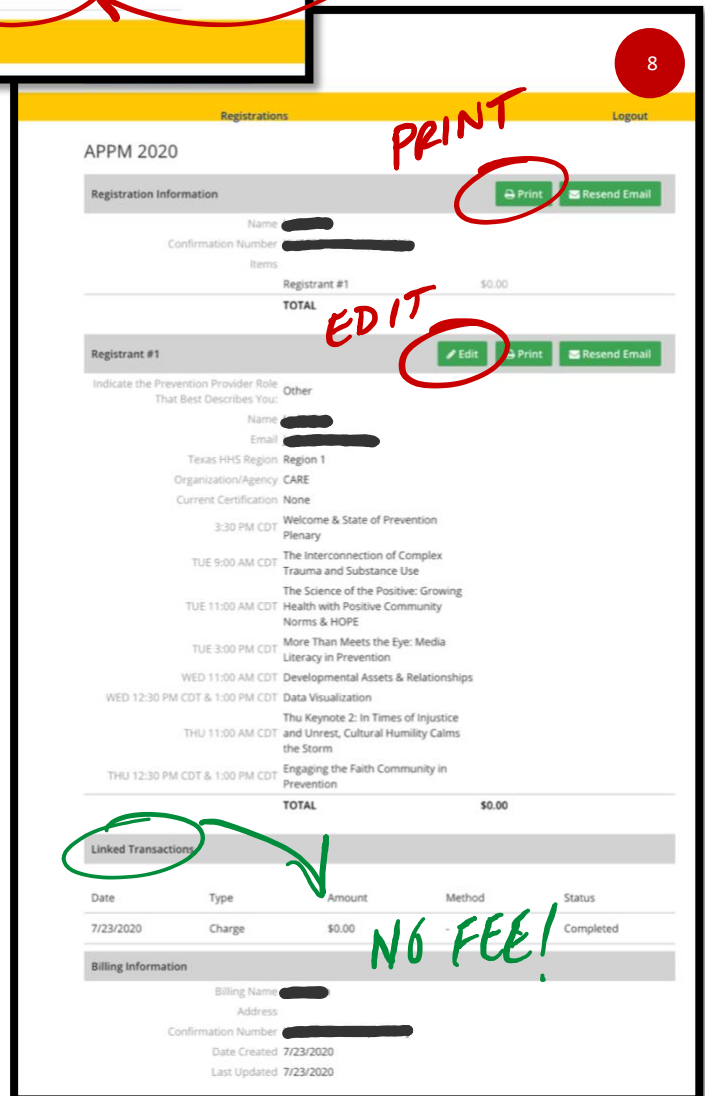 8
Registrations Logout
PRINT
APPM 2020
Registration Information Print Resend Email
Name
Confirmation Number
Items
Registrant #1 $0.00
TOTAL
EDIT
Registrant #1 Edit Print Resend Email
Indicate the Prevention Provider Role
That Best Describes You: Other
Name
Email
Texas HHS Region Region 1
Organization/Agency CARE
Current Certification None
3:30 PM CDT Welcome & State of Prevention
Plenary
TUE 9:00 AM CDT The Interconnection of Complex
Trauma and Substance Use
The Science of the Positive: Growing
TUE 11:00 AM CDT Health with Positive Community
Norms & HOPE
TUE 3:00 PM CDT More Than Meets the Eye: Media
Literacy in Prevention
WED 11:00 AM CDT Developmental Assets & Relationships
WED 12:30 PM CDT & 1:00 PM CDT Data Visualization
Thu Keynote 2: In Times of Injustice
THU 11:00 AM CDT and Unrest, Cultural Humility Calms
the Storm
THU 12:30 PM CDT & 1:00 PM CDT Engaging the Faith Community in
Prevention
TOTAL $0.00
Linked Transactions
Date Type Amount Method Status
7/23/2020 Charge $0.00 - Completed
NO FEE!
Billing Information
Billing Name
Address
Confirmation Number
Date Created 7/23/2020
Last Updated 7/23/2020